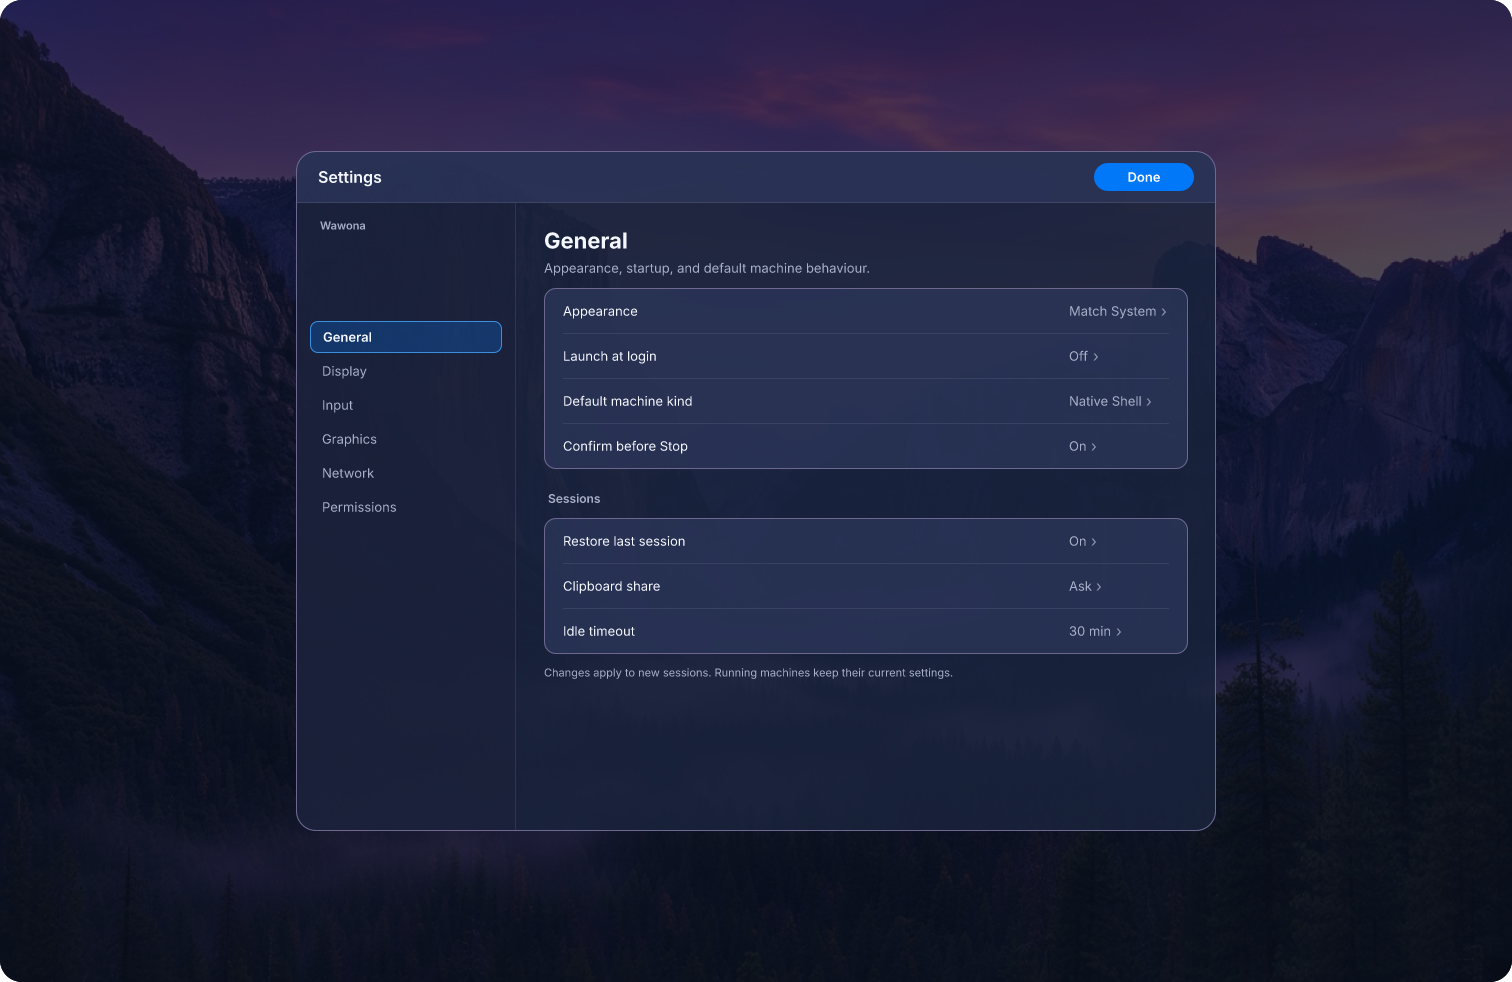 Settings
Done
Wawona
General
Display
Input
Graphics
Network
Permissions
General
Appearance, startup, and default machine behaviour.
Appearance Match System ›
Launch at login Off ›
Default machine kind Native Shell ›
Confirm before Stop On ›
Sessions
Restore last session On ›
Clipboard share Ask ›
Idle timeout 30 min ›
Changes apply to new sessions. Running machines keep their current settings.